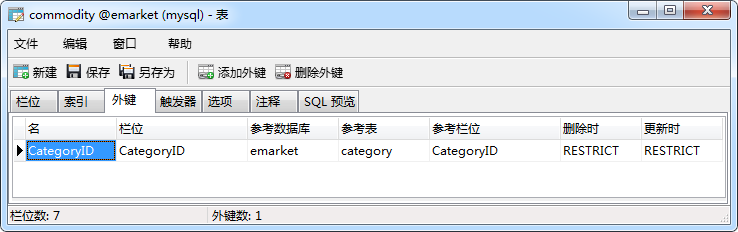 commodity @emarket (mysql) - 表
文件 编辑 窗口 帮助
新建 保存 另存为 添加外键 删除外键
栏位 索引 外键 触发器 选项 注释 SQL 预览
名 栏位 参考数据库 参考表 参考栏位 删除时 更新时
CategoryID CategoryID emarket category CategoryID RESTRICT RESTRICT
栏位数: 7 外键数: 1